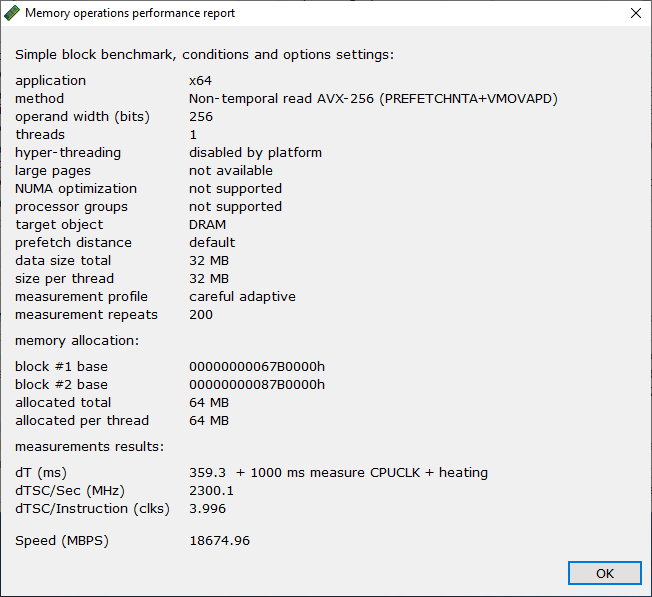 Memory operations performance report
Simple block benchmark, conditions and options settings:
application x64
method Non-temporal read AVX-256 (PREFETCHNTA+VMOVAPD)
operand width (bits) 256
threads 1
hyper-threading disabled by platform
large pages not available
NUMA optimization not supported
processor groups not supported
target object DRAM
prefetch distance default
data size total 32 MB
size per thread 32 MB
measurement profile careful adaptive
measurement repeats 200
memory allocation:
block #1 base 00000000067B0000h
block #2 base 00000000087B0000h
allocated total 64 MB
allocated per thread 64 MB
measurements results:
dT (ms) 359.3 + 1000 ms measure CPUCLK + heating
dTSC/Sec (MHz) 2300.1
dTSC/Instruction (clks) 3.996
Speed (MBPS) 18674.96
OK